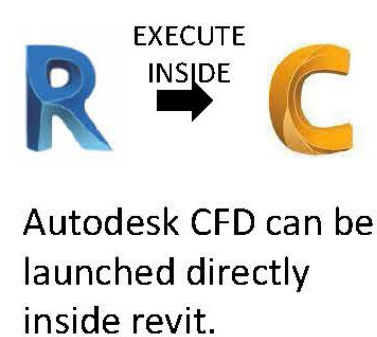 EXECUTE
INSIDE
R
C
Autodesk CFD can be
launched directly
inside revit.